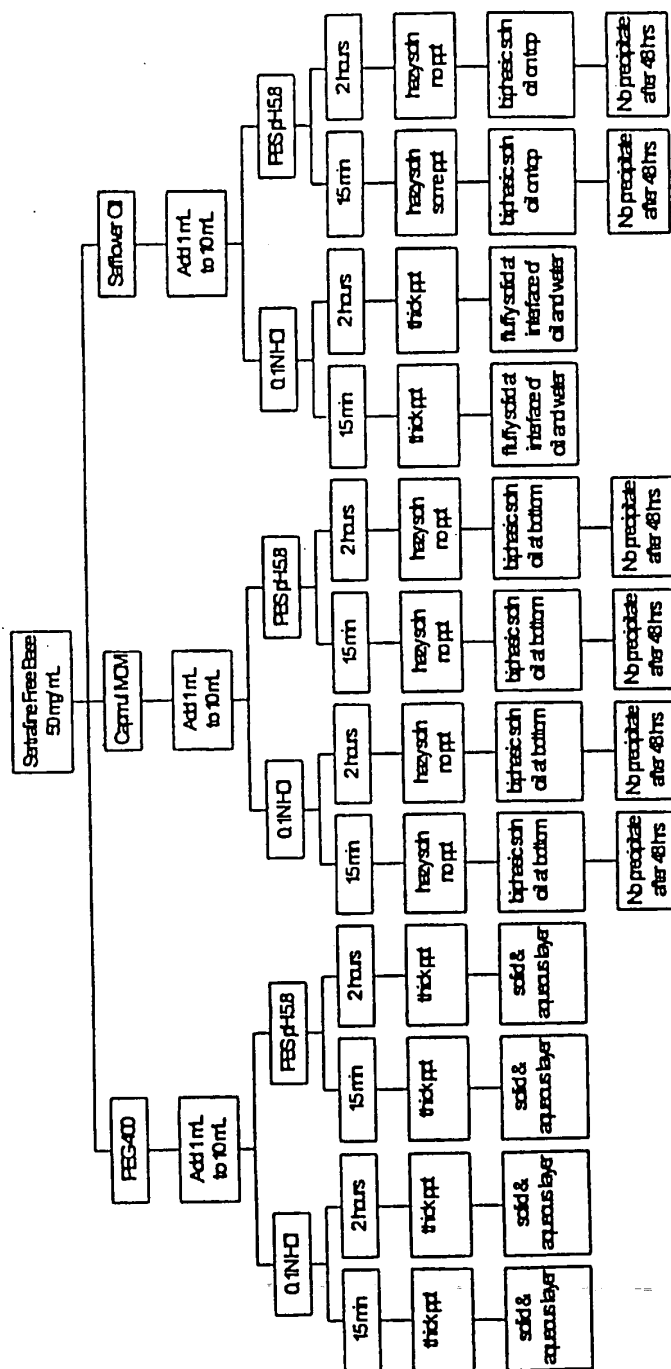 Sertraline Free Base
50 mg/mL
PEG400
Capmul MCM
Safflower Oil
Add 1 mL
to 10 mL
Add 1 mL
to 10 mL
Add 1 mL
to 10 mL
0.1N HCl
PBS pH 5.8
0.1N HCl
PBS pH 5.8
0.1N HCl
PBS pH 5.8
15 min
2 hours
15 min
2 hours
15 min
2 hours
15 min
2 hours
15 min
2 hours
15 min
2 hours
thick ppt
thick ppt
thick ppt
thick ppt
hazy soln
no ppt
hazy soln
no ppt
hazy soln
no ppt
hazy soln
no ppt
thick ppt
thick ppt
hazy soln
some ppt
hazy soln
no ppt
solid &
aqueous layer
solid &
aqueous layer
solid &
aqueous layer
solid &
aqueous layer
biphasic soln
oil at bottom
biphasic soln
oil at bottom
biphasic soln
oil at bottom
biphasic soln
oil at bottom
fluffy solid at
interface of
oil and water
fluffy solid at
interface of
oil and water
biphasic soln
oil on top
biphasic soln
oil on top
No precipitate
after 48 hrs
No precipitate
after 48 hrs
No precipitate
after 48 hrs
No precipitate
after 48 hrs
No precipitate
after 48 hrs
No precipitate
after 48 hrs